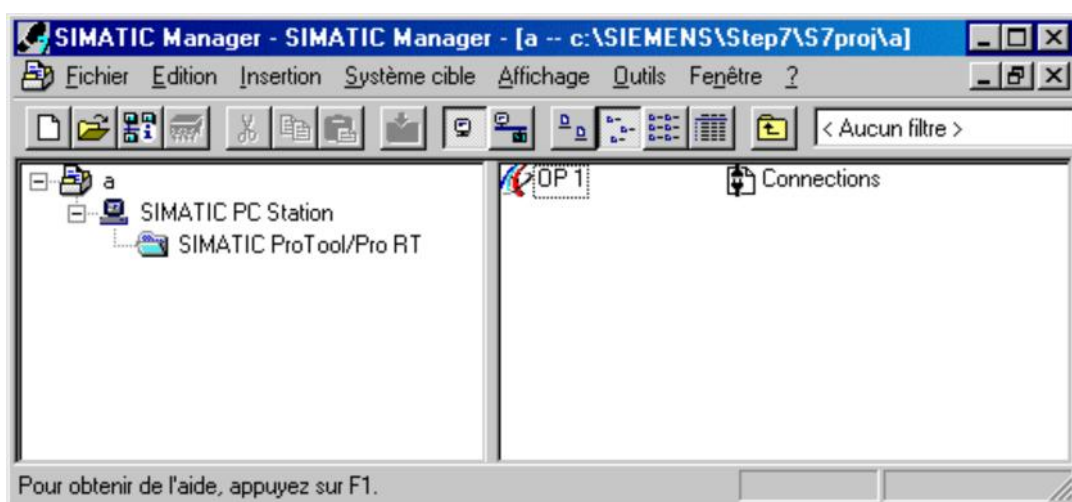 SIMATIC Manager - SIMATIC Manager - [a -- c:\SIEMENS\Step7\S7proj\a]
Fichier Edition Insertion Système cible Affichage Outils Fenêtre ?
< Aucun filtre >
a
SIMATIC PC Station
SIMATIC ProTool/Pro RT
OP 1 Connections
Pour obtenir de l'aide, appuyez sur F1.